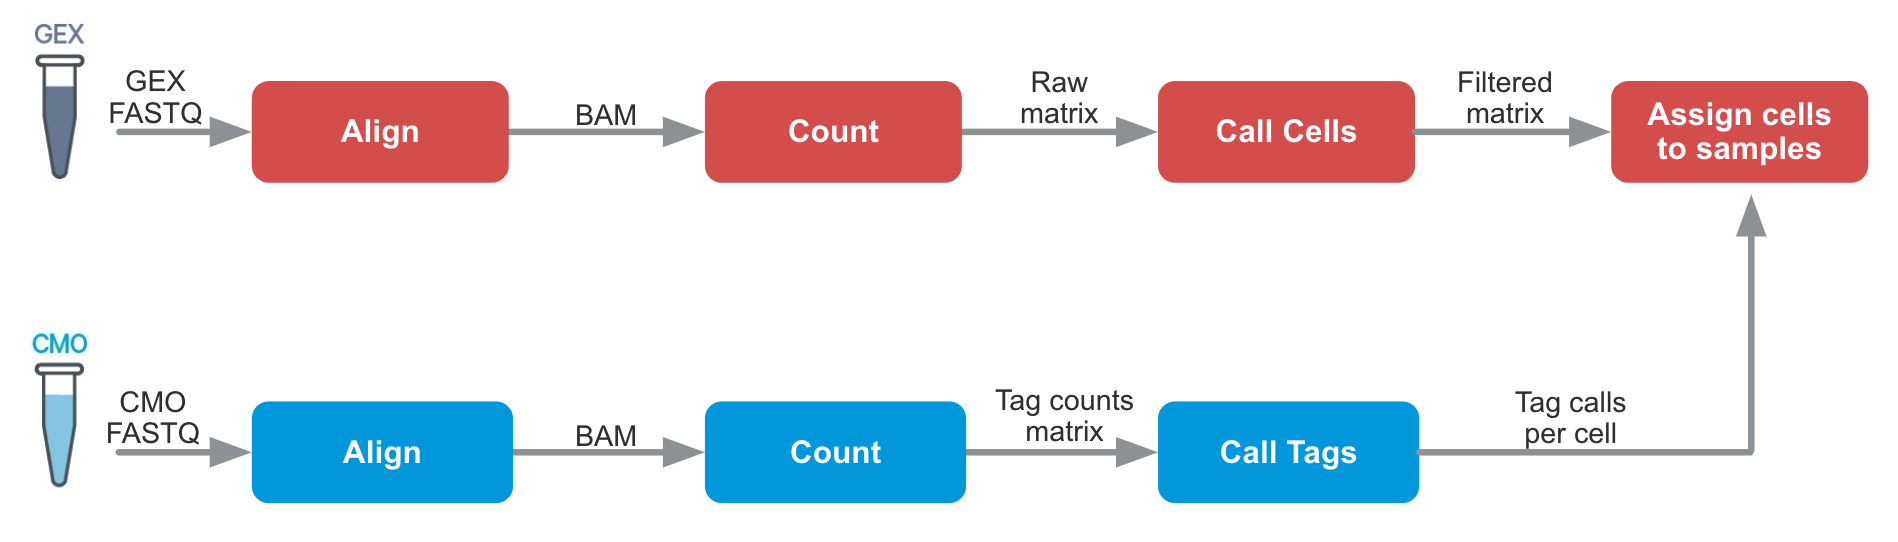 GEX
GEX
FASTQ
Align
BAM
Count
Raw
matrix
Call Cells
Filtered
matrix
Assign cells
to samples
CMO
CMO
FASTQ
Align
BAM
Count
Tag counts
matrix
Call Tags
Tag calls
per cell